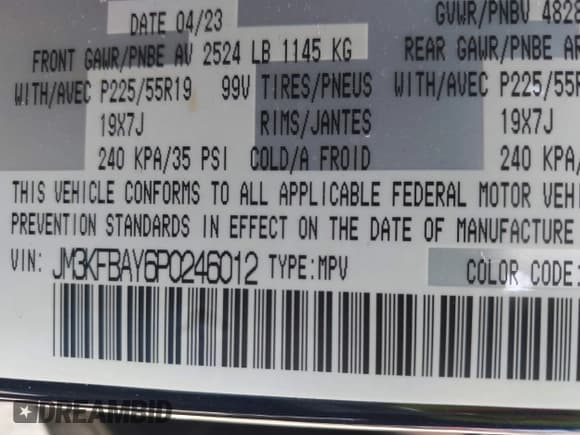 DATE 04/23 GVWR/PNBV 4828
FRONT GAWR/PNBE AV 2524 LB 1145 KG REAR GAWR/PNBE AR
WITH/AVEC P225/55R19 99V TIRES/PNEUS WITH/AVEC P225/55R
19X7J RIMS/JANTES 19X7J
240 KPA/35 PSI COLD/A FROID 240 KPA/
THIS VEHICLE CONFORMS TO ALL APPLICABLE FEDERAL MOTOR VEHI
PREVENTION STANDARDS IN EFFECT ON THE DATE OF MANUFACTURE
VIN: JM3KFBAY6P0246012 TYPE:MPV COLOR CODE:
DREAMBID